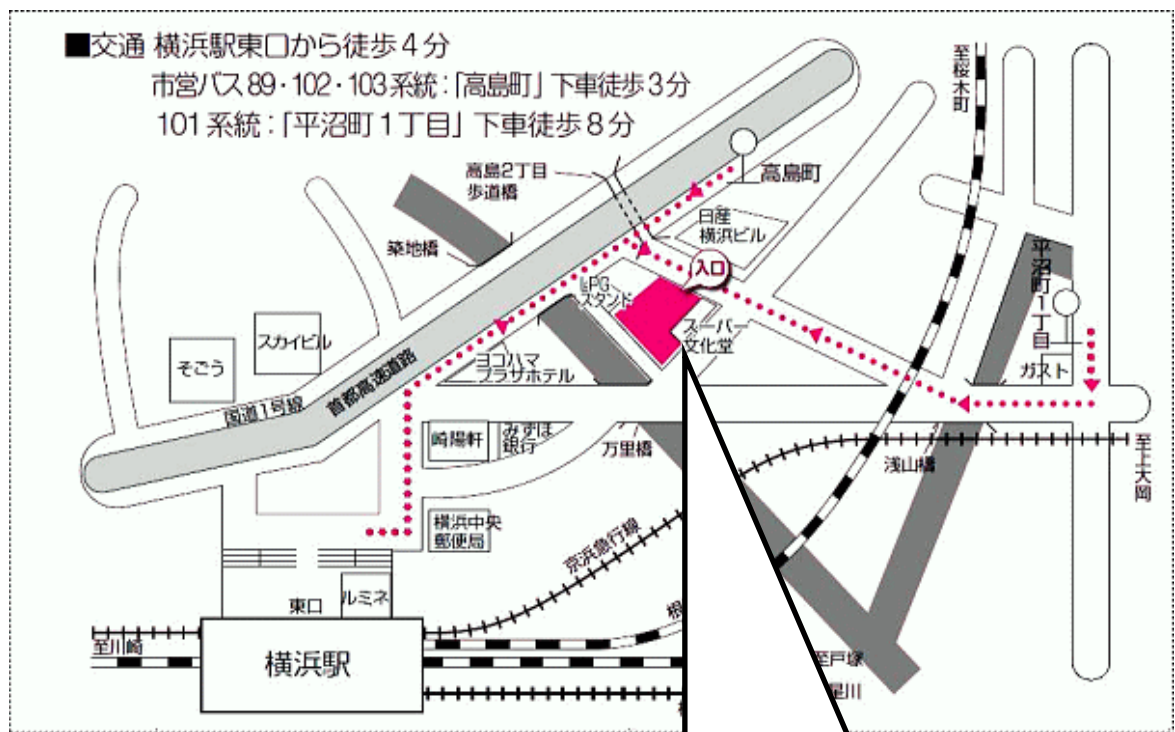 ■交通 横浜駅東口から徒歩4分
市営バス89・102・103系統:「高島町」下車徒歩3分
101系統:「平沼町1丁目」下車徒歩8分
至桜木町
高島2丁目
歩道橋
高島町
日産
横浜ビル
築地橋
入口
平沼町1丁目
LPG
スタンド
スーパー
文化堂
スカイビル
そごう
ヨコハマ
プラザホテル
ガスト
首都高速道路
国道1号線
崎陽軒
みずほ
銀行
万里橋
浅山橋
至上大岡
横浜中央
郵便局
京浜急行線
ルミネ
東口
根
至川崎
横浜駅
至戸塚
星川